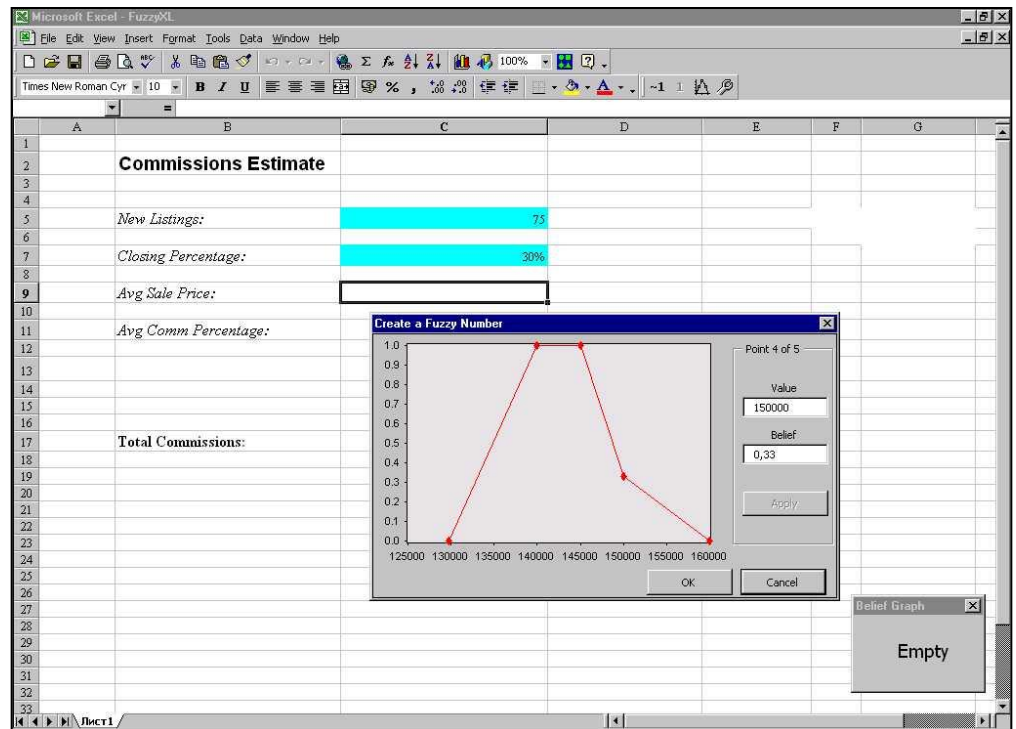 Microsoft Excel - FuzzyXL
File Edit View Insert Format Tools Data Window Help
100%
Times New Roman Cyr 10 B I U % , ~1 1
=
A B C D E F G
1
2 Commissions Estimate
3
4
5 New Listings: 75
6
7 Closing Percentage: 30%
8
9 Avg Sale Price:
10
11 Avg Comm Percentage:
12
13
14
15
16
17 Total Commissions:
18
19
20
21
22
23
24
25
26
27
28
29
30
31
32
33
Create a Fuzzy Number
1.0
0.9
0.8
0.7
0.6
0.5
0.4
0.3
0.2
0.1
0.0
125000 130000 135000 140000 145000 150000 155000 160000
Point 4 of 5
Value
150000
Belief
0,33
Apply
OK Cancel
Belief Graph
Empty
Лист1